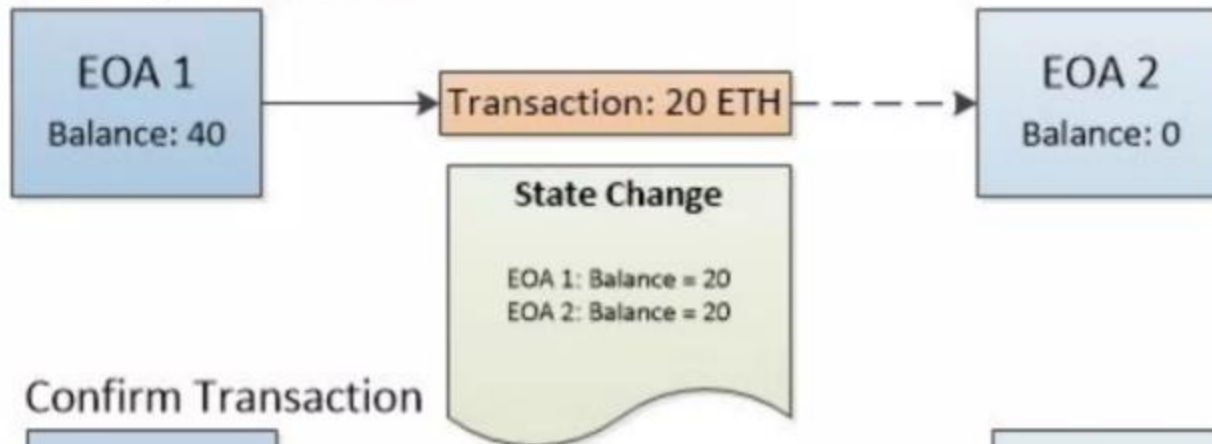 EOA 1
Balance: 40
Transaction: 20 ETH
EOA 2
Balance: 0
State Change
EOA 1: Balance = 20
EOA 2: Balance = 20
Confirm Transaction